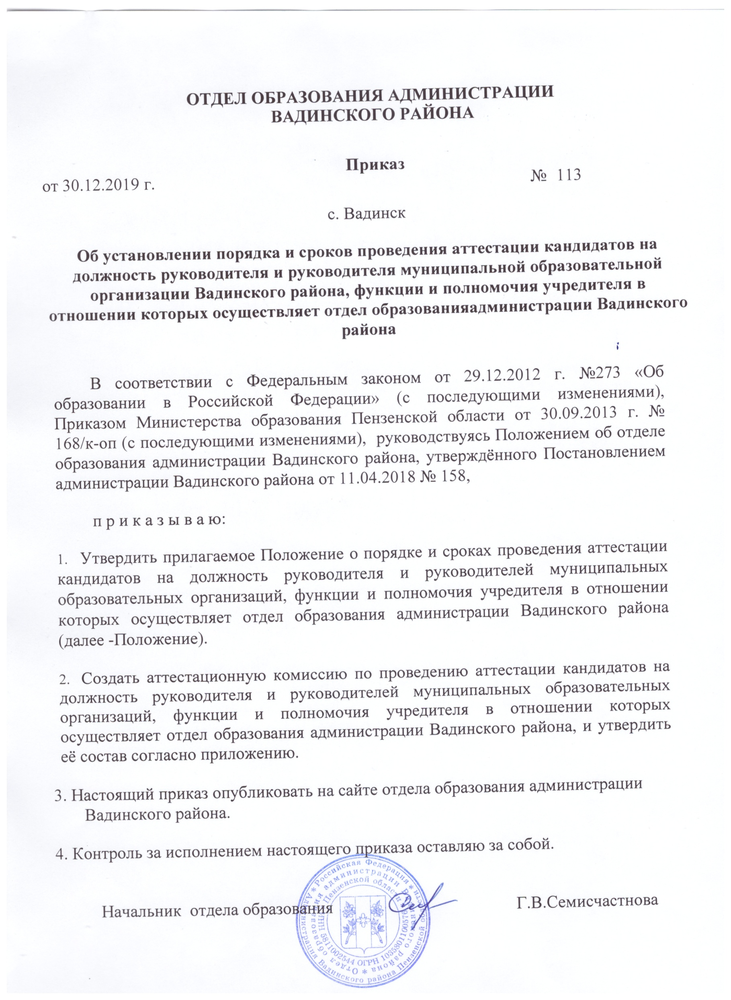 ОТДЕЛ ОБРАЗОВАНИЯ АДМИНИСТРАЦИИ
ВАДИНСКОГО РАЙОНА
Приказ
от 30.12.2019 г. № 113
с. Вадинск
Об установлении порядка и сроков проведения аттестации кандидатов на
должность руководителя и руководителя муниципальной образовательной
организации Вадинского района, функции и полномочия учредителя в
отношении которых осуществляет отдел образованияадминистрации Вадинского
района
В соответствии с Федеральным законом от 29.12.2012 г. №273 «Об
образовании в Российской Федерации» (с последующими изменениями),
Приказом Министерства образования Пензенской области от 30.09.2013 г. №
168/к-оп (с последующими изменениями), руководствуясь Положением об отделе
образования администрации Вадинского района, утверждённого Постановлением
администрации Вадинского района от 11.04.2018 № 158,
п р и к а з ы в а ю:
1. Утвердить прилагаемое Положение о порядке и сроках проведения аттестации
кандидатов на должность руководителя и руководителей муниципальных
образовательных организаций, функции и полномочия учредителя в отношении
которых осуществляет отдел образования администрации Вадинского района
(далее -Положение).
2. Создать аттестационную комиссию по проведению аттестации кандидатов на
должность руководителя и руководителей муниципальных образовательных
организаций, функции и полномочия учредителя в отношении которых
осуществляет отдел образования администрации Вадинского района, и утвердить
её состав согласно приложению.
3. Настоящий приказ опубликовать на сайте отдела образования администрации
Вадинского района.
4. Контроль за исполнением настоящего приказа оставляю за собой.
Начальник отдела образования Г.В.Семисчастнова
* Российская Федерация * Администрация Вадинского района Пензенской области
* Отдел образования администрации Вадинского района
Пензенской области
ИНН 5811002544 ОГРН 1035801100576